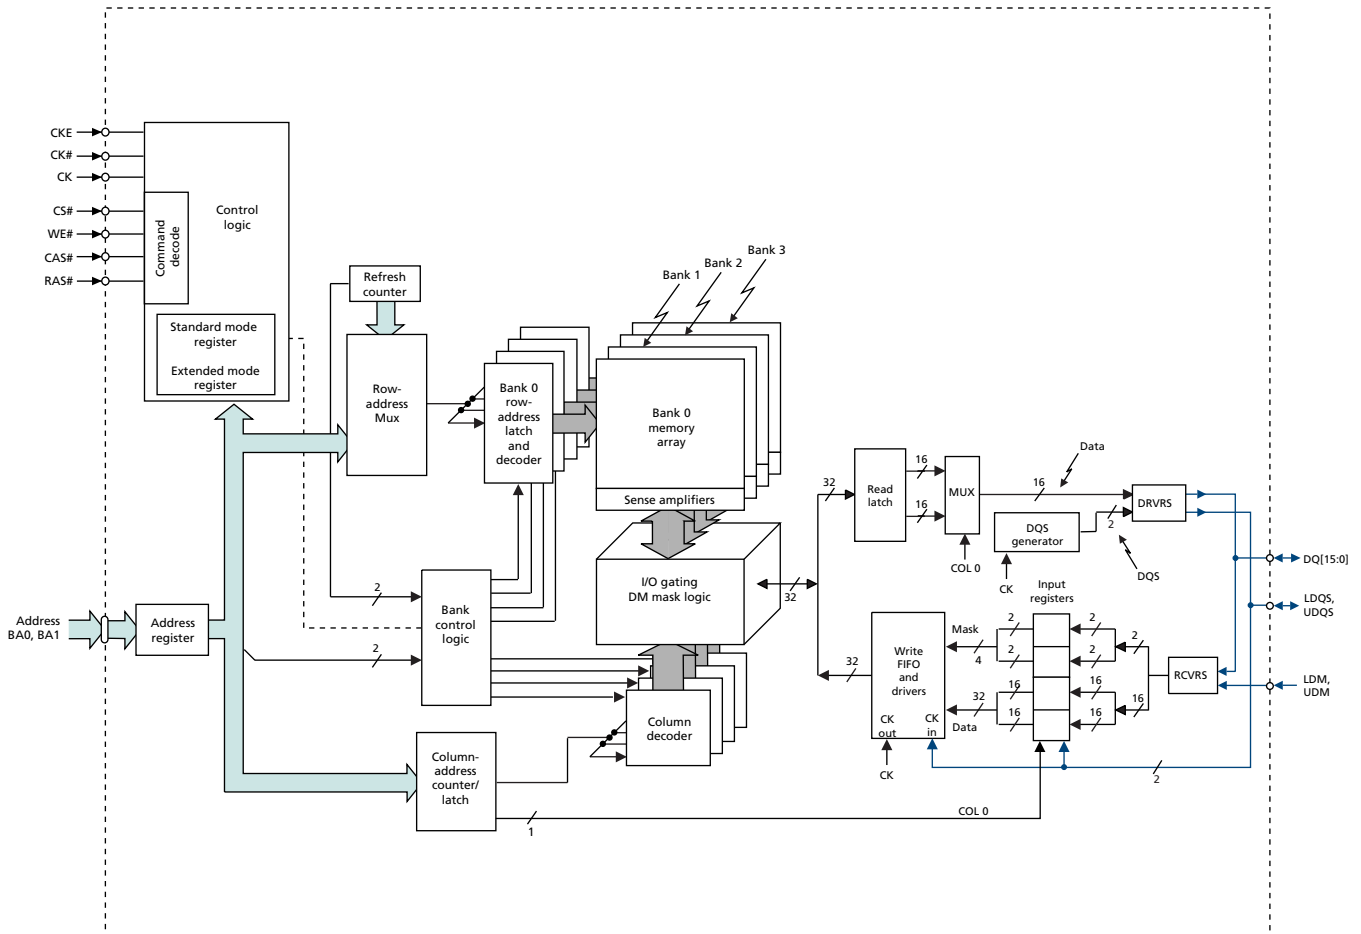 CKE
CK#
CK
CS#
WE#
CAS#
RAS#
Command
decode
Control
logic
Standard mode
register
Extended mode
register
Refresh
counter
Row-
address
Mux
Bank 0
row-
address
latch
and
decoder
Bank 1
Bank 2
Bank 3
Bank 0
memory
array
Sense amplifiers
I/O gating
DM mask logic
Address
BA0, BA1
Address
register
2
2
Bank
control
logic
Column
decoder
Column-
address
counter/
latch
1
COL 0
32
32
32
Read
latch
16
16
MUX
COL 0
16
Data
DQS
generator
CK
2
DQS
DRVRS
DQ[15:0]
LDQS,
UDQS
LDM,
UDM
Input
registers
Write
FIFO
and
drivers
CK
out
CK
in
CK
Mask
4
32
Data
2
2
16
16
2
2
16
16
2
16
RCVRS
2